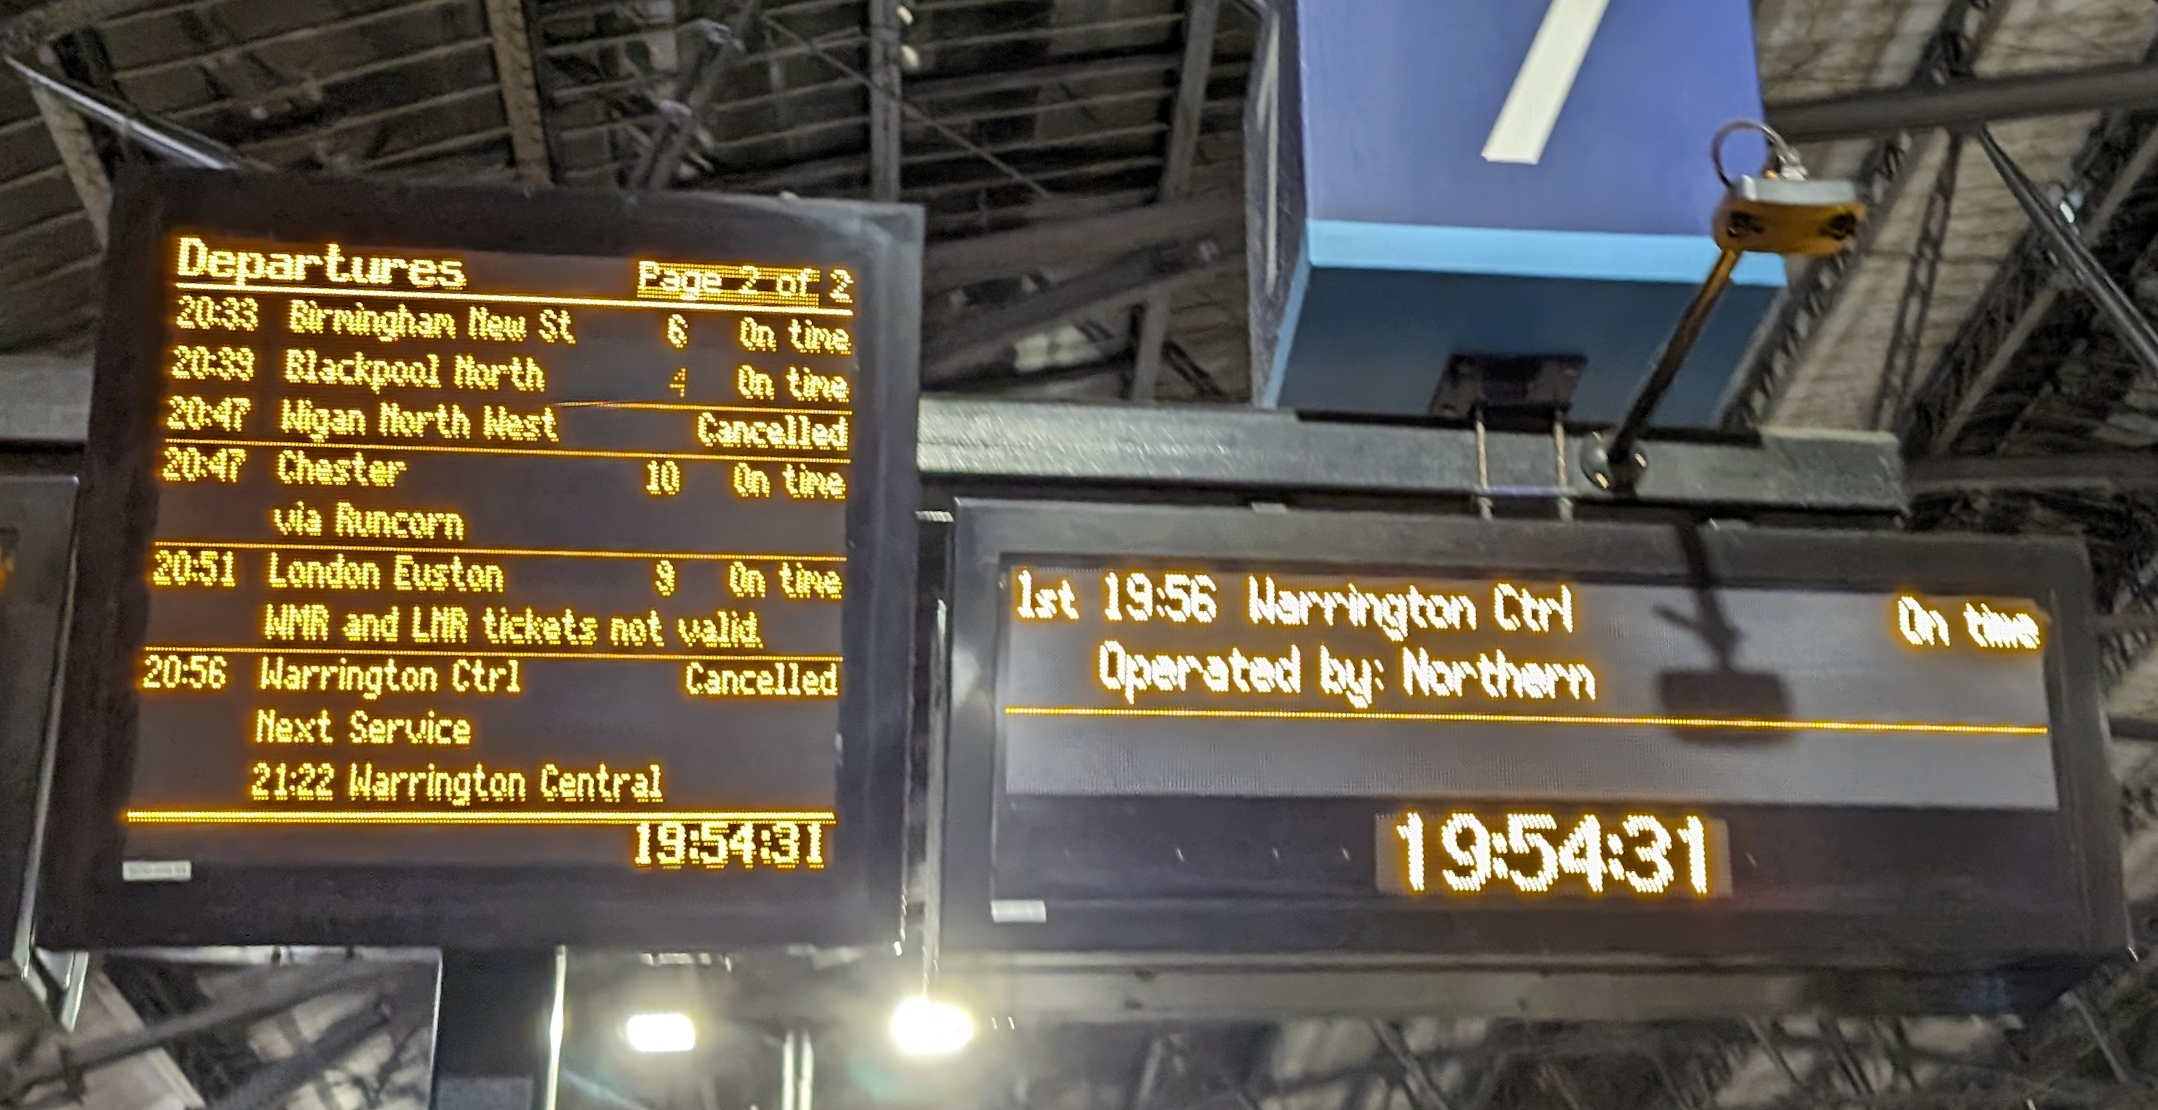 7
Departures Page 2 of 2
20:33 Birmingham New St 6 On time
20:39 Blackpool North 4 On time
20:47 Wigan North West Cancelled
20:47 Chester 10 On time
via Runcorn
20:51 London Euston 9 On time
WMR and LNR tickets not valid.
20:56 Warrington Ctrl Cancelled
Next Service
21:22 Warrington Central
19:54:31
1st 19:56 Warrington Ctrl On time
Operated by: Northern
19:54:31